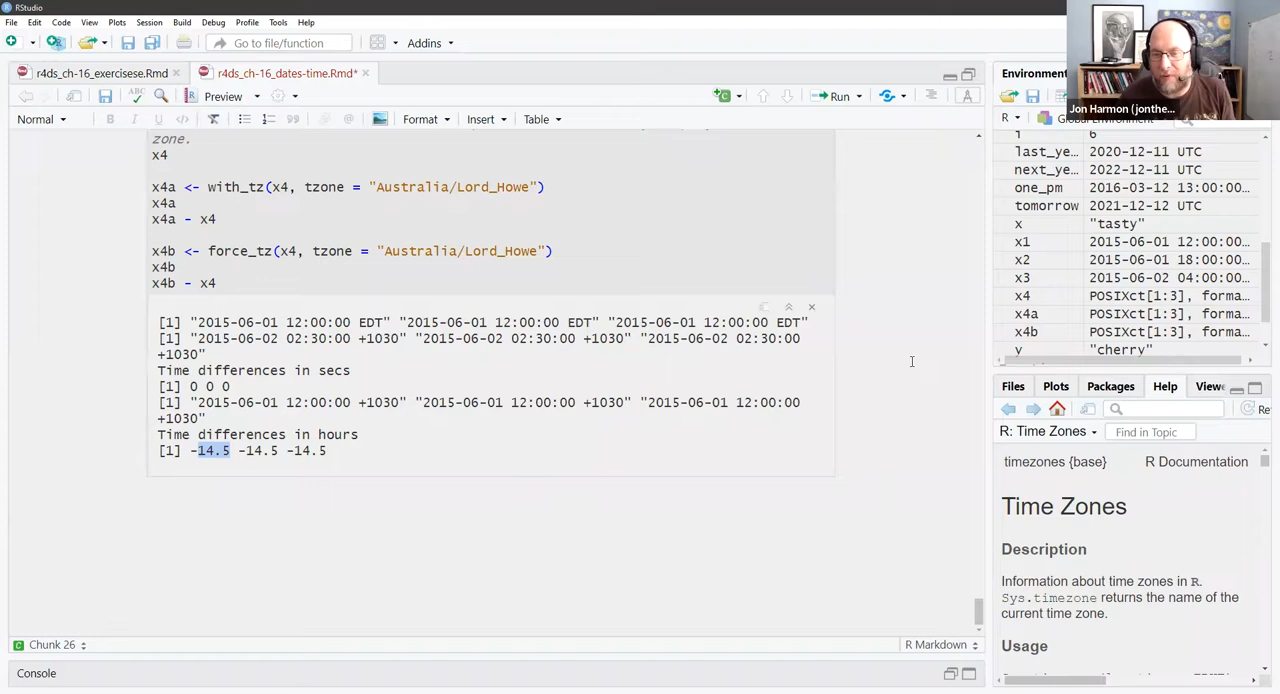 RStudio
File Edit Code View Plots Session Build Debug Profile Tools Help
Go to file/function Addins
r4ds_ch-16_exercisese.Rmd r4ds_ch-16_dates-time.Rmd*
ABC Preview Run
Normal B I U Format Insert Table
zone.
x4
x4a <- with_tz(x4, tzone = "Australia/Lord_Howe")
x4a
x4a - x4
x4b <- force_tz(x4, tzone = "Australia/Lord_Howe")
x4b
x4b - x4
[1] "2015-06-01 12:00:00 EDT" "2015-06-01 12:00:00 EDT" "2015-06-01 12:00:00 EDT"
[1] "2015-06-02 02:30:00 +1030" "2015-06-02 02:30:00 +1030" "2015-06-02 02:30:00
+1030"
Time differences in secs
[1] 0 0 0
[1] "2015-06-01 12:00:00 +1030" "2015-06-01 12:00:00 +1030" "2015-06-01 12:00:00
+1030"
Time differences in hours
[1] -14.5 -14.5 -14.5
Chunk 26 R Markdown
Console
Jon Harmon (jonthe...
Environment
R Global Environment
6
last_ye... 2020-12-11 UTC
next_ye... 2022-12-11 UTC
one_pm 2016-03-12 13:00:00...
tomorrow 2021-12-12 UTC
x "tasty"
x1 2015-06-01 12:00:00...
x2 2015-06-01 18:00:00...
x3 2015-06-02 04:00:00...
x4 POSIXct[1:3], forma...
x4a POSIXct[1:3], forma...
x4b POSIXct[1:3], forma...
y "cherry"
Files Plots Packages Help View
Re
R: Time Zones Find in Topic
timezones {base} R Documentation
Time Zones
Description
Information about time zones in R.
Sys.timezone returns the name of the
current time zone.
Usage